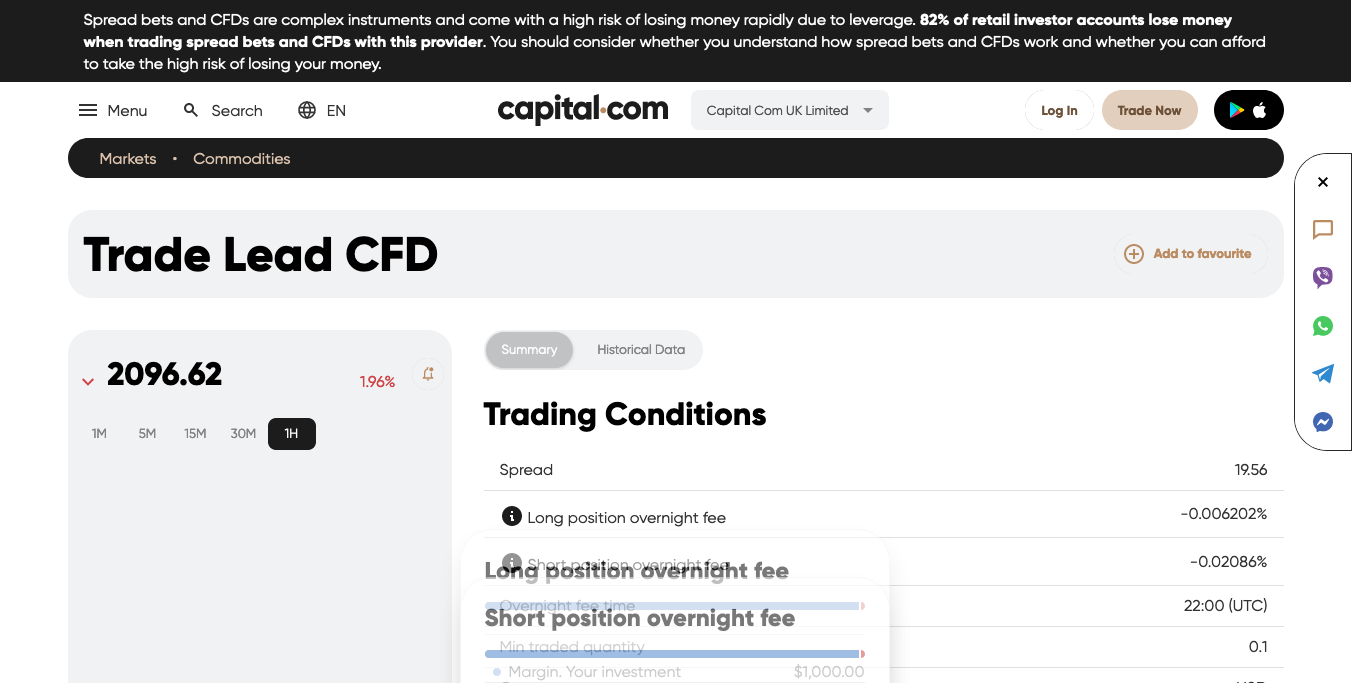 Spread bets and CFDs are complex instruments and come with a high risk of losing money rapidly due to leverage. 82% of retail investor accounts lose money
when trading spread bets and CFDs with this provider. You should consider whether you understand how spread bets and CFDs work and whether you can afford
to take the high risk of losing your money.
Menu Search EN capital.com Capital Com UK Limited Log In Trade Now
Markets • Commodities
Trade Lead CFD
Add to favourite
2096.62 1.96%
1M 5M 15M 30M 1H
Summary Historical Data
Trading Conditions
Spread 19.56
Long position overnight fee -0.006202%
Short position overnight fee -0.02086%
Long position overnight fee
Overnight fee time 22:00 (UTC)
Short position overnight fee
Min traded quantity 0.1
Margin. Your investment $1,000.00